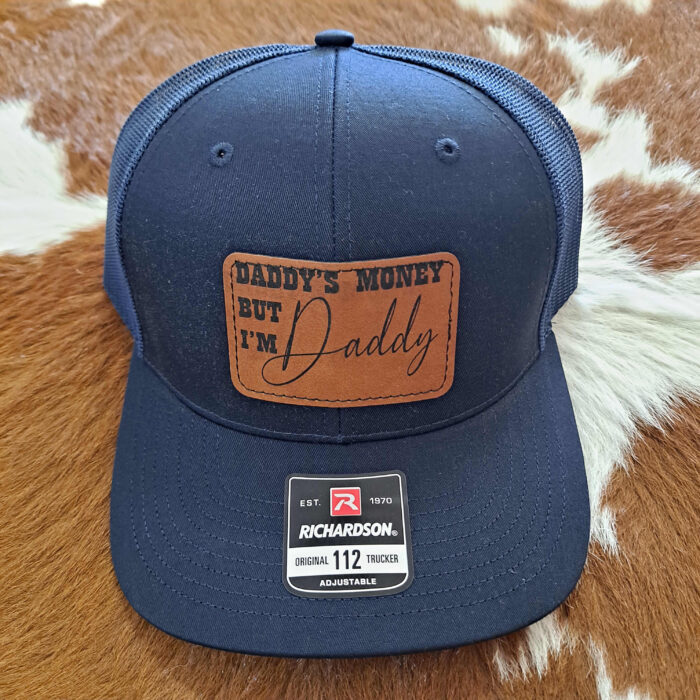 DADDY'S MONEY
BUT
I'M Daddy
EST. R 1970
RICHARDSON®
ORIGINAL 112 TRUCKER
ADJUSTABLE